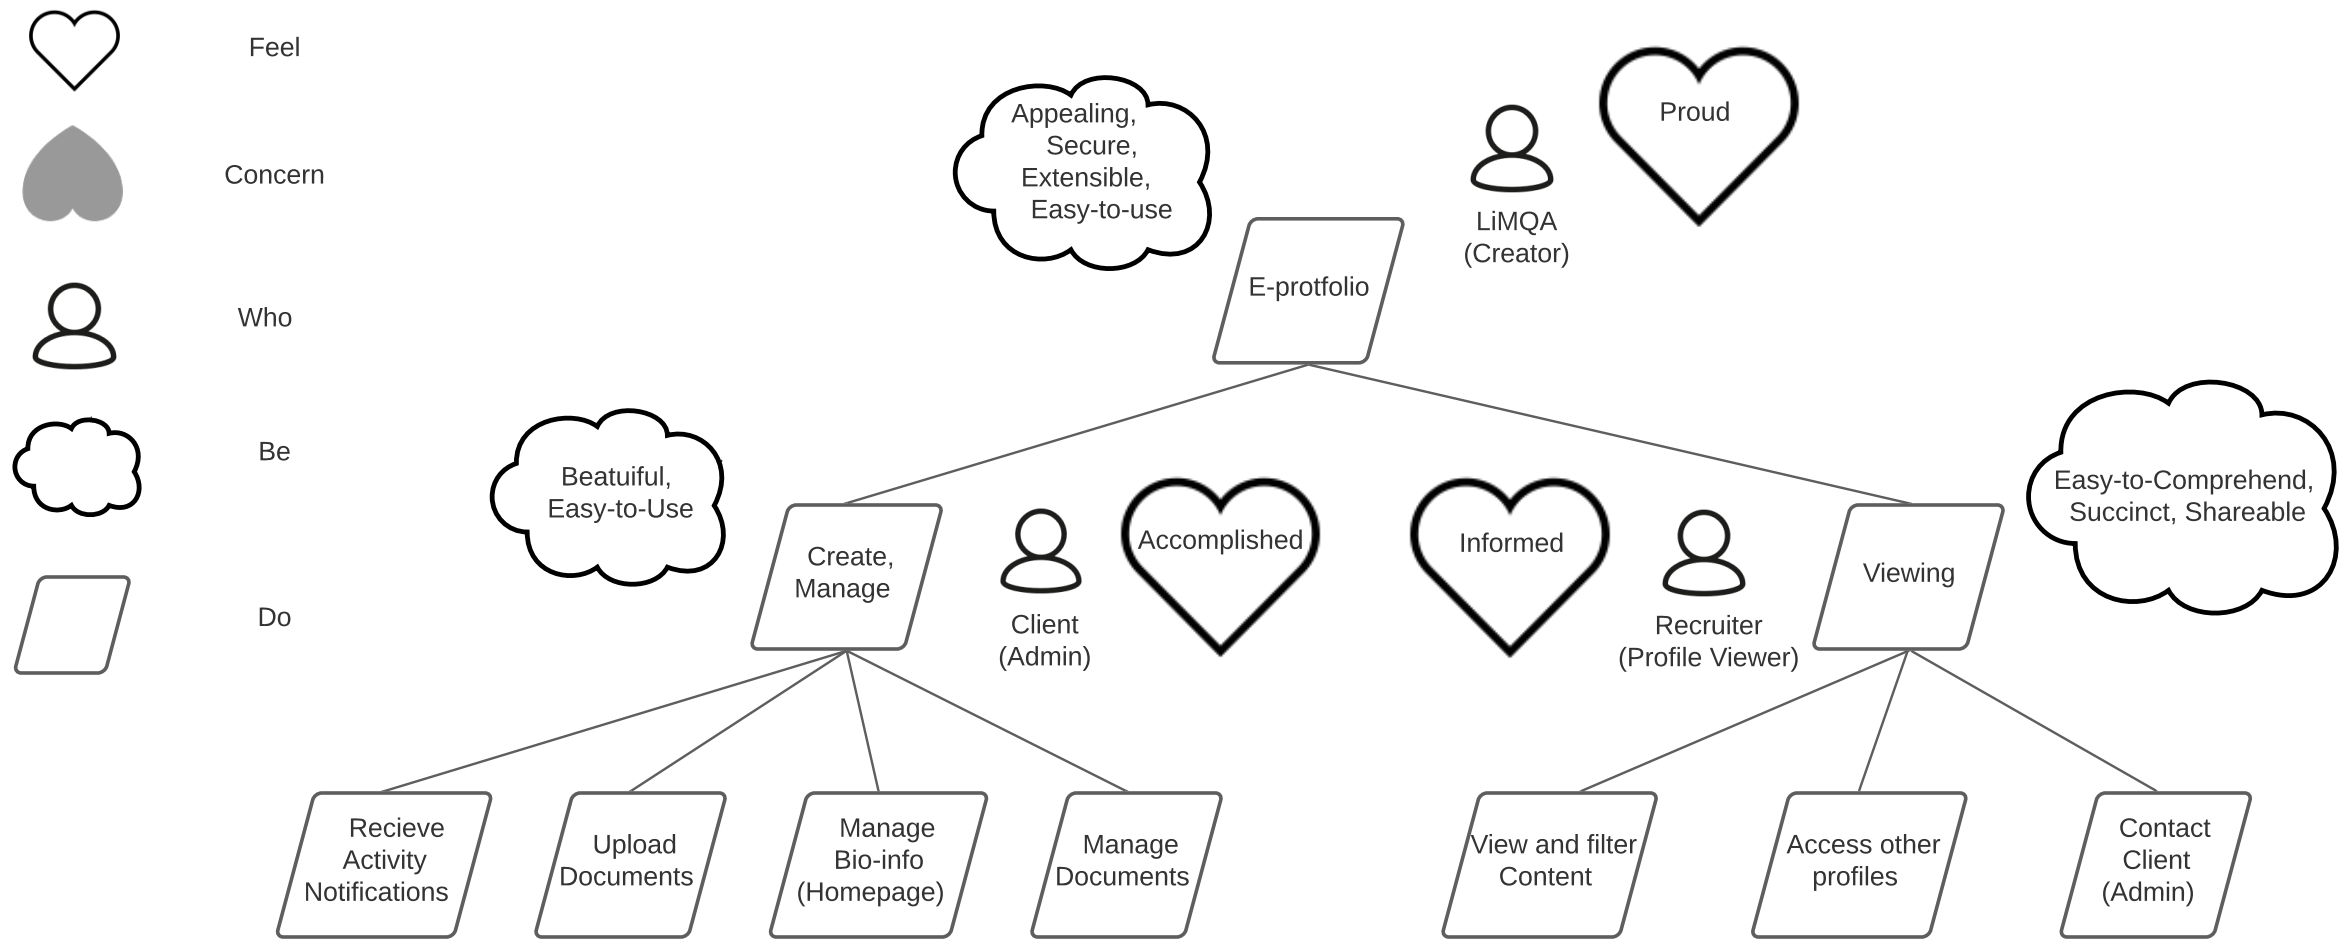 Feel
Concern
Who
Be
Do
Appealing,
Secure,
Extensible,
Easy-to-use
LiMQA
(Creator)
Proud
E-protfolio
Beatuiful,
Easy-to-Use
Create,
Manage
Client
(Admin)
Accomplished
Informed
Recruiter
(Profile Viewer)
Viewing
Easy-to-Comprehend,
Succinct, Shareable
Recieve
Activity
Notifications
Upload
Documents
Manage
Bio-info
(Homepage)
Manage
Documents
View and filter
Content
Access other
profiles
Contact
Client
(Admin)